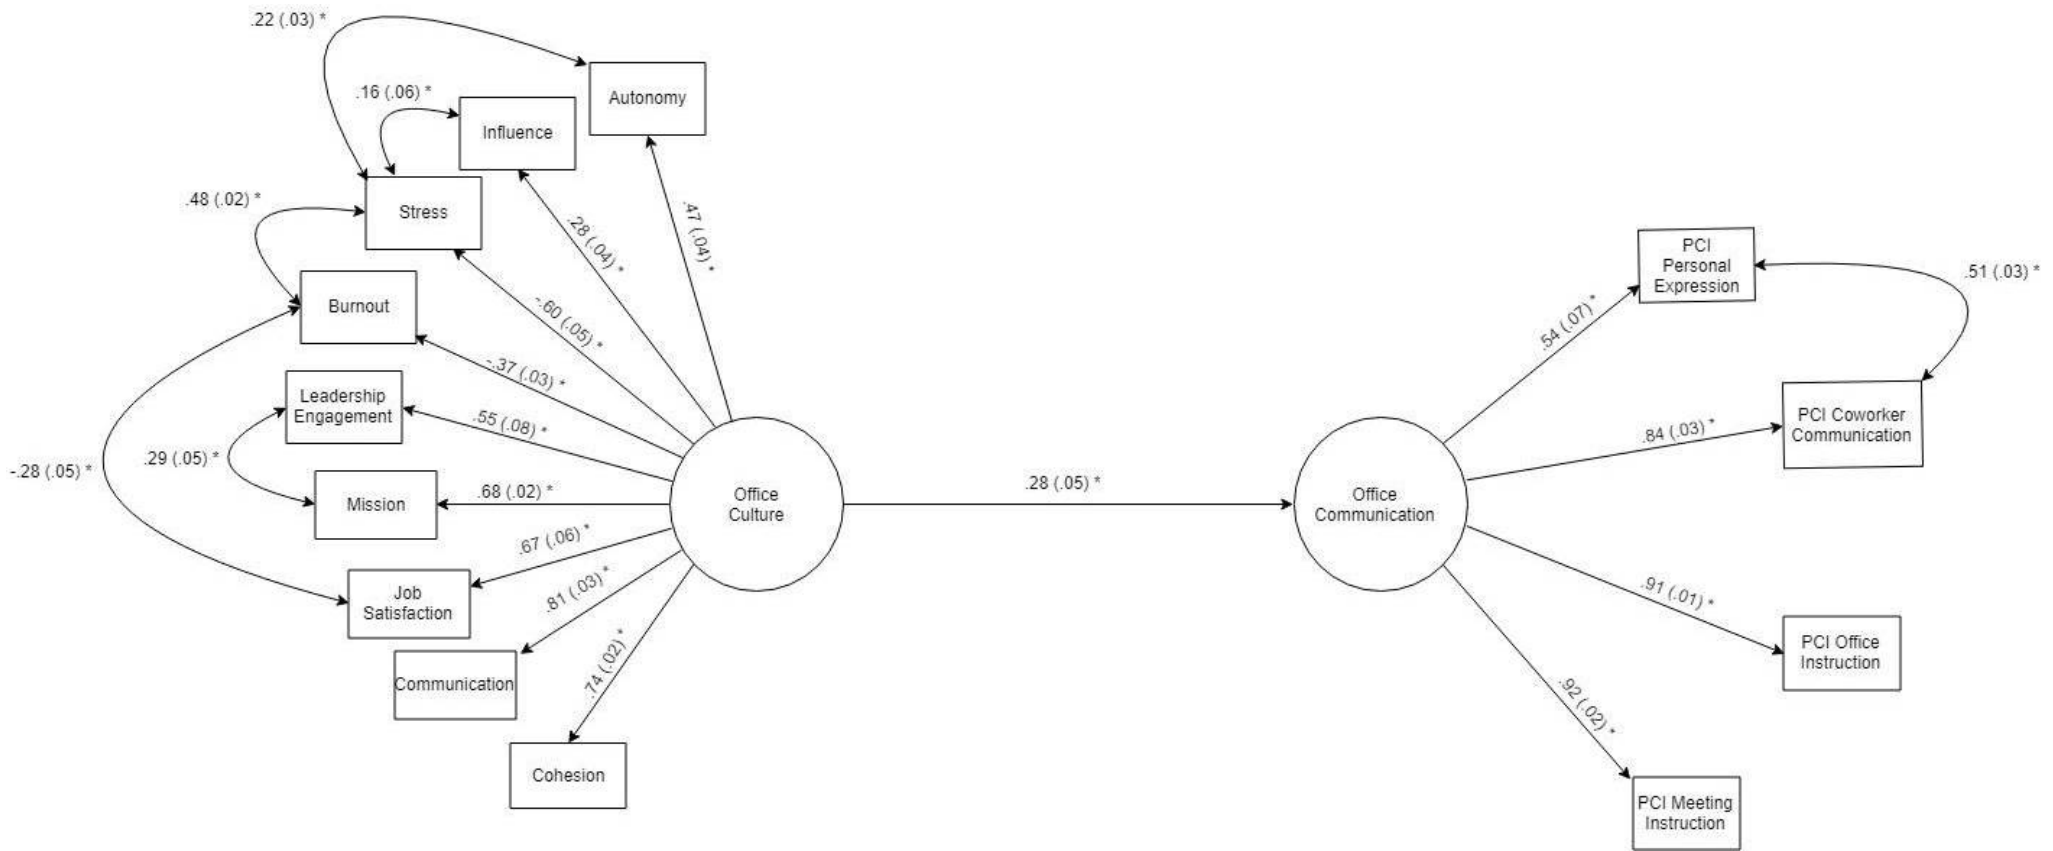 .22 (.03) *
Autonomy
.16 (.06) *
Influence
.48 (.02) *
Stress
.47 (.04) *
.28 (.04) *
-.60 (.05) *
Burnout
-.37 (.03) *
Leadership
Engagement
.55 (.08) *
.29 (.05) *
-.28 (.05) *
Mission
.68 (.02) *
Office
Culture
.67 (.06) *
Job
Satisfaction
.81 (.03) *
Communication
.74 (.02) *
Cohesion
.28 (.05) *
Office
Communication
PCI
Personal
Expression
.51 (.03) *
.54 (.07) *
PCI Coworker
Communication
.84 (.03) *
.91 (.01) *
PCI Office
Instruction
.92 (.02) *
PCI Meeting
Instruction